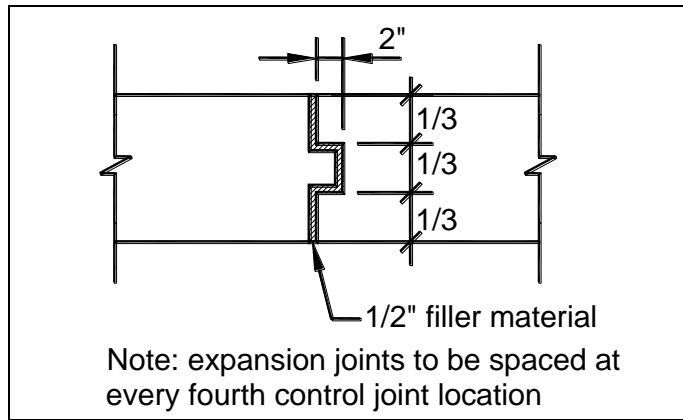 2"
1/3
1/3
1/3
1/2" filler material
Note: expansion joints to be spaced at
every fourth control joint location